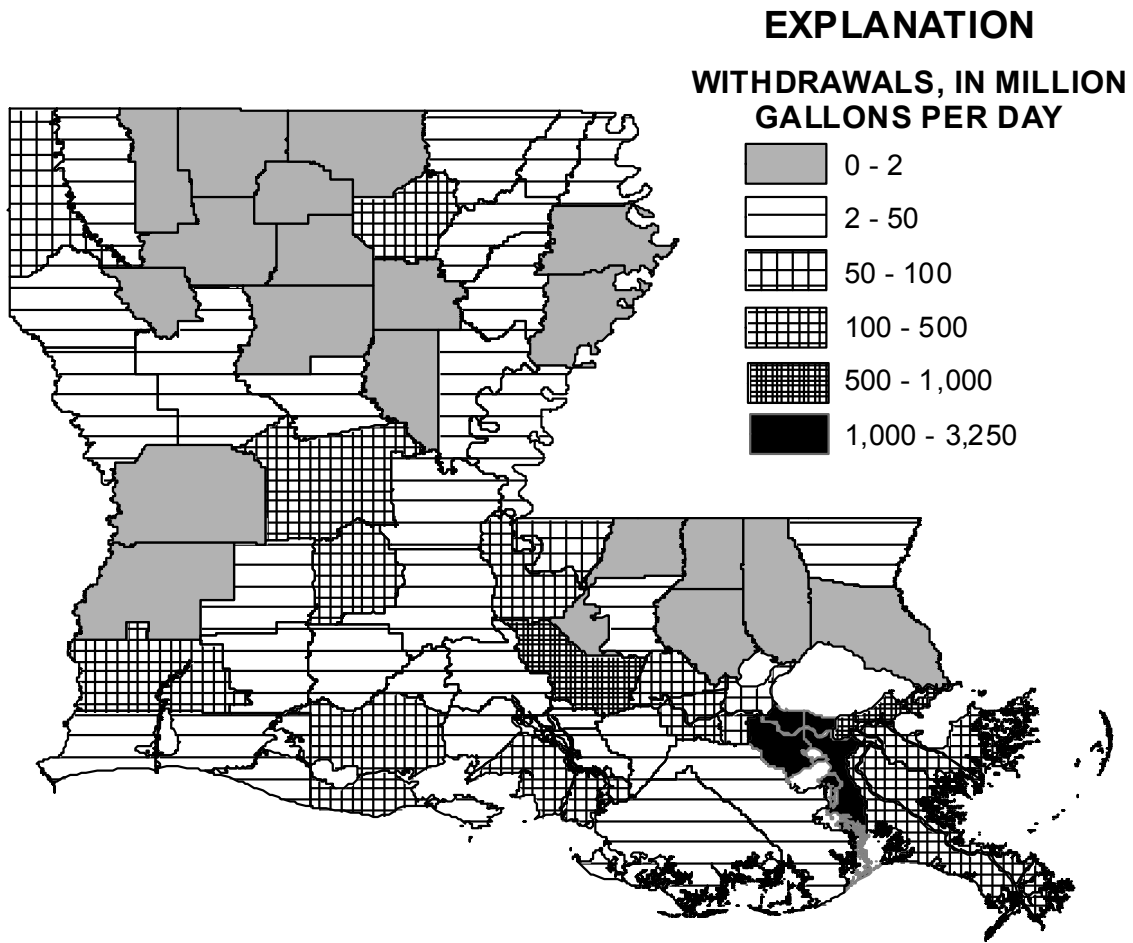 EXPLANATION
WITHDRAWALS, IN MILLION
GALLONS PER DAY
0 - 2
2 - 50
50 - 100
100 - 500
500 - 1,000
1,000 - 3,250